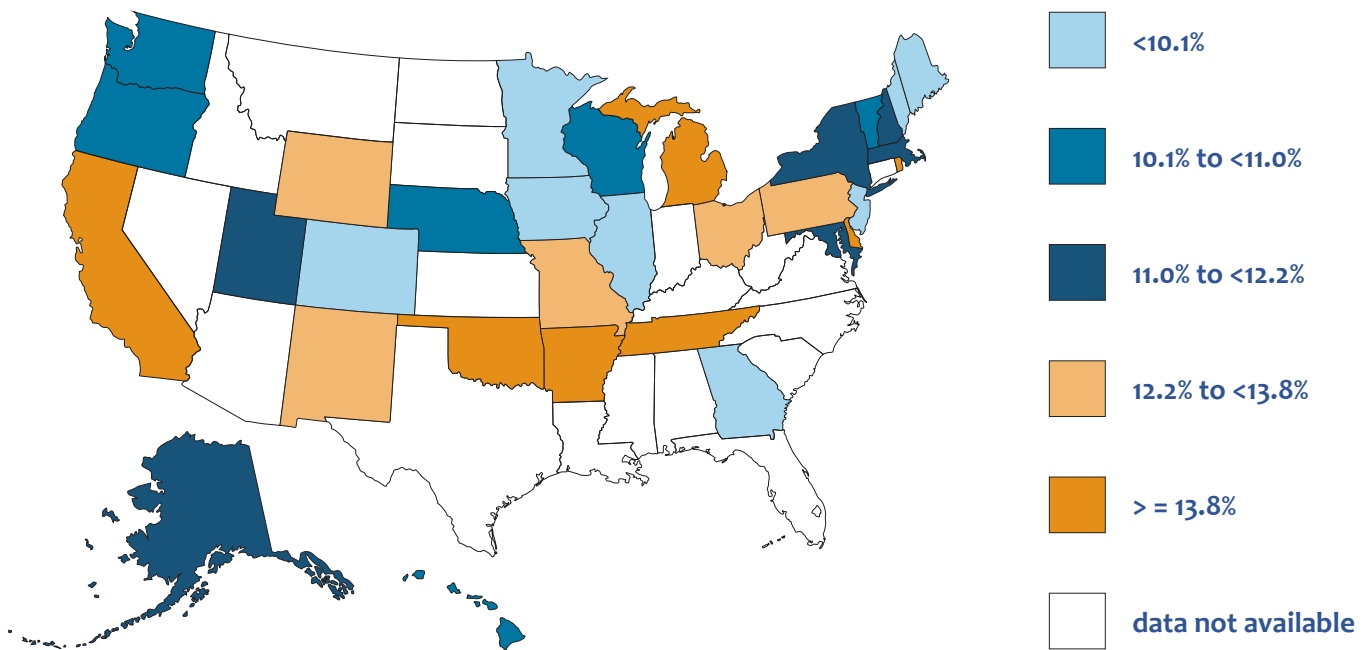 <10.1%
10.1% to <11.0%
11.0% to <12.2%
12.2% to <13.8%
> = 13.8%
data not available